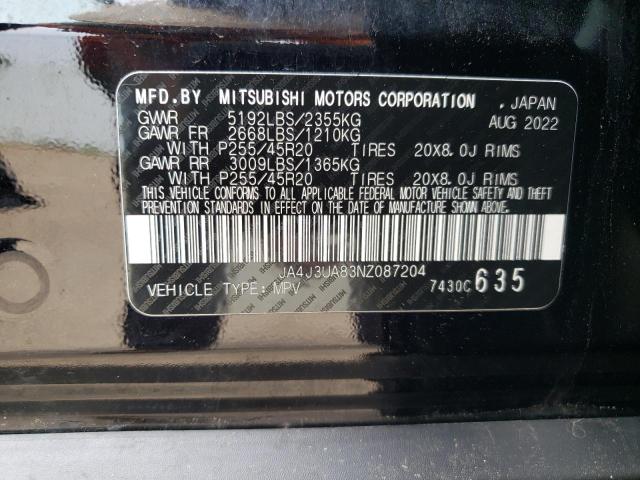 MFD.BY MITSUBISHI MOTORS CORPORATION . JAPAN
GVWR 5192LBS/2355KG AUG 2022
GAWR FR 2668LBS/1210KG
WITH P255/45R20 TIRES 20X8.0J RIMS
GAWR RR 3009LBS/1365KG
WITH P255/45R20 TIRES 20X8.0J RIMS
THIS VEHICLE CONFORMS TO ALL APPLICABLE FEDERAL MOTOR VEHICLE SAFETY AND THEFT
PREVENTION STANDARDS IN EFFECT ON THE DATE OF MANUFACTURE SHOWN ABOVE.
JA4J3UA83NZ087204
VEHICLE TYPE: MPV 7430C 635